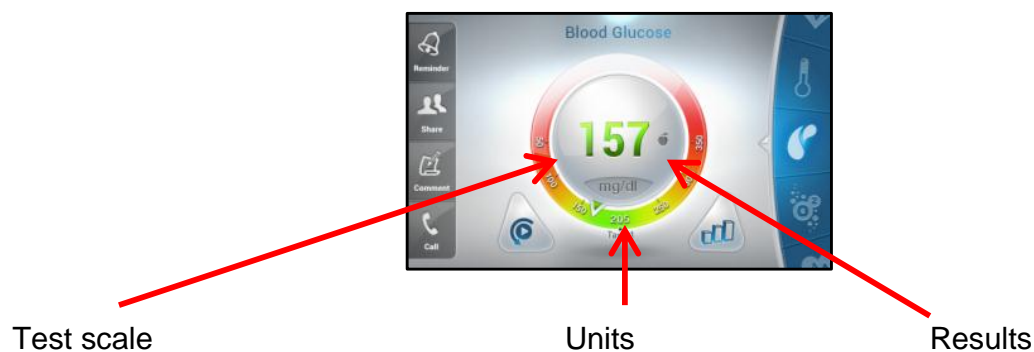 Blood Glucose
Reminder
Share
Comment
Call
157
mg/dl
50
100
150
205
250
350
Test scale
Units
Results